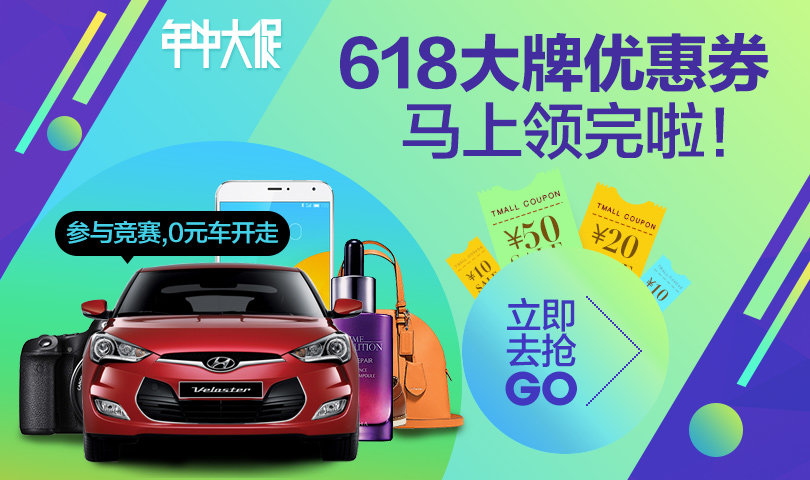 年中大促
618大牌优惠券
马上领完啦！
参与竞赛,0元车开走
TMALL COUPON
¥50
TMALL COUPON
¥20
¥10
¥10
立即
去抢
GO
Veloster